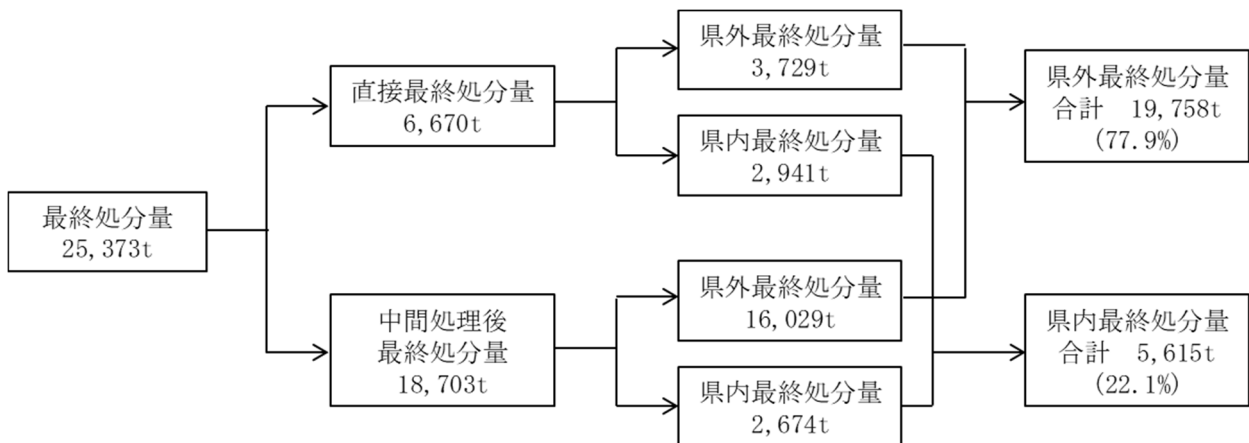 最終処分量
25,373t
直接最終処分量
6,670t
中間処理後
最終処分量
18,703t
県外最終処分量
3,729t
県内最終処分量
2,941t
県外最終処分量
16,029t
県内最終処分量
2,674t
県外最終処分量
合計　19,758t
(77.9%)
県内最終処分量
合計　5,615t
(22.1%)